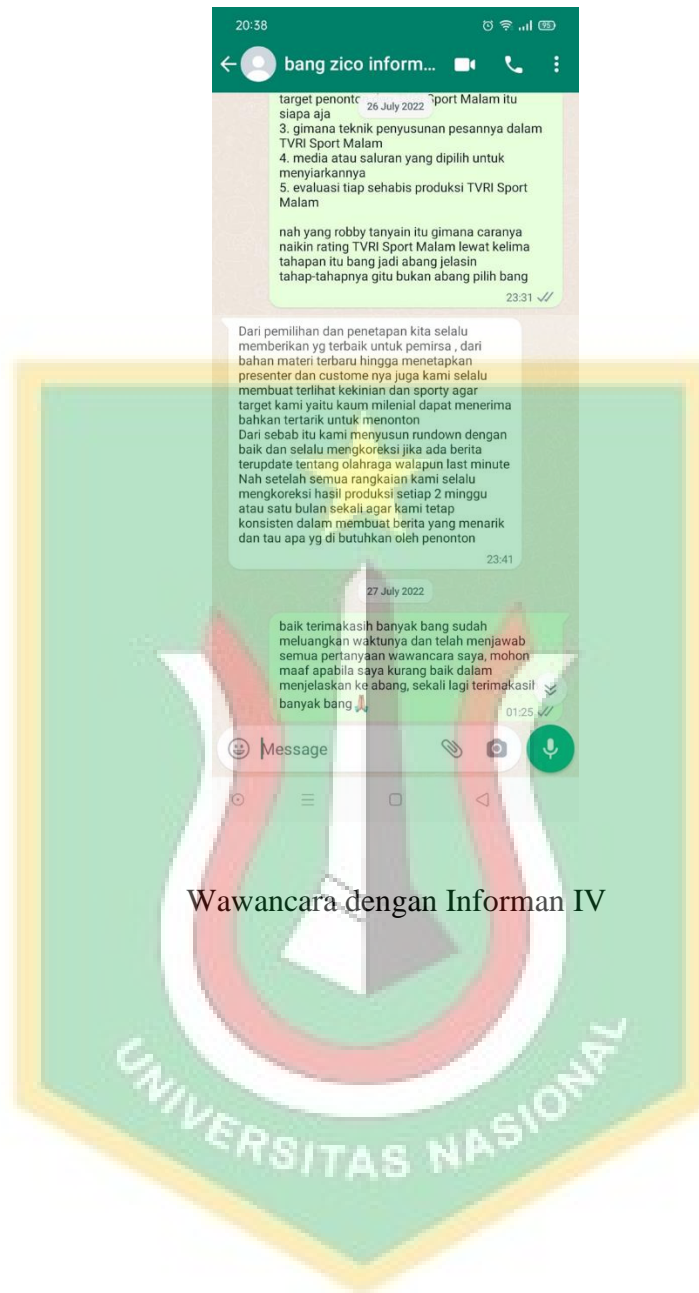 20:38
95
bang zico inform...
target penonto Sport Malam itu
26 July 2022
siapa aja
3. gimana teknik penyusunan pesannya dalam
TVRI Sport Malam
4. media atau saluran yang dipilih untuk
menyiarkannya
5. evaluasi tiap sehabis produksi TVRI Sport
Malam
nah yang robby tanyain itu gimana caranya
naikin rating TVRI Sport Malam lewat kelima
tahapan itu bang jadi abang jelasin
tahap-tahapnya gitu bukan abang pilih bang
23:31
Dari pemilihan dan penetapan kita selalu
memberikan yg terbaik untuk pemirsa , dari
bahan materi terbaru hingga menetapkan
presenter dan custome nya juga kami selalu
membuat terlihat kekinian dan sporty agar
target kami yaitu kaum milenial dapat menerima
bahkan tertarik untuk menonton
Dari sebab itu kami menyusun rundown dengan
baik dan selalu mengkoreksi jika ada berita
terupdate tentang olahraga walapun last minute
Nah setelah semua rangkaian kami selalu
mengkoreksi hasil produksi setiap 2 minggu
atau satu bulan sekali agar kami tetap
konsisten dalam membuat berita yang menarik
dan tau apa yg di butuhkan oleh penonton
23:41
27 July 2022
baik terimakasih banyak bang sudah
meluangkan waktunya dan telah menjawab
semua pertanyaan wawancara saya, mohon
maaf apabila saya kurang baik dalam
menjelaskan ke abang, sekali lagi terimakasih
banyak bang 🙏
01:25
Message
Wawancara dengan Informan IV
UNIVERSITAS NASIONAL